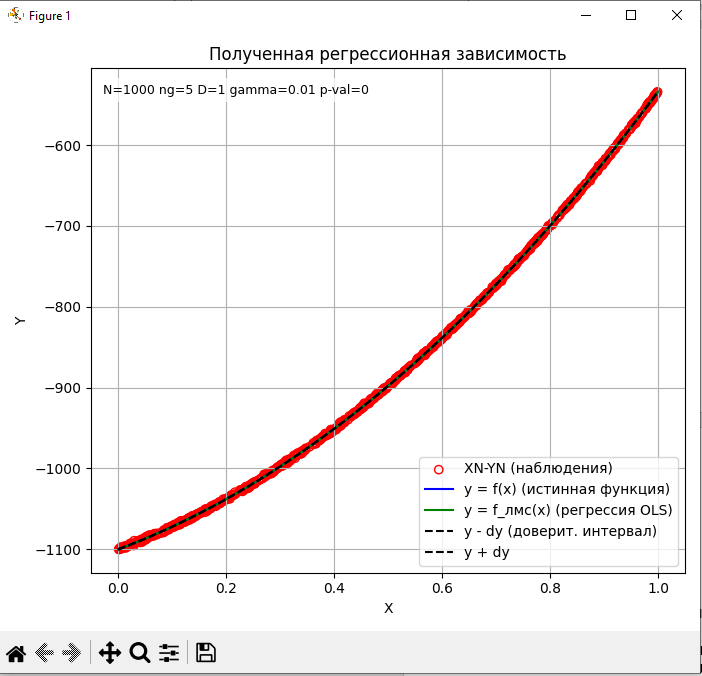 Figure 1
Полученная регрессионная зависимость
N=1000 ng=5 D=1 gamma=0.01 p-val=0
Y
−600
−700
−800
−900
−1000
−1100
XN-YN (наблюдения)
y = f(x) (истинная функция)
y = f_лмс(x) (регрессия OLS)
y - dy (доверит. интервал)
y + dy
0.0 0.2 0.4 0.6 0.8 1.0
X